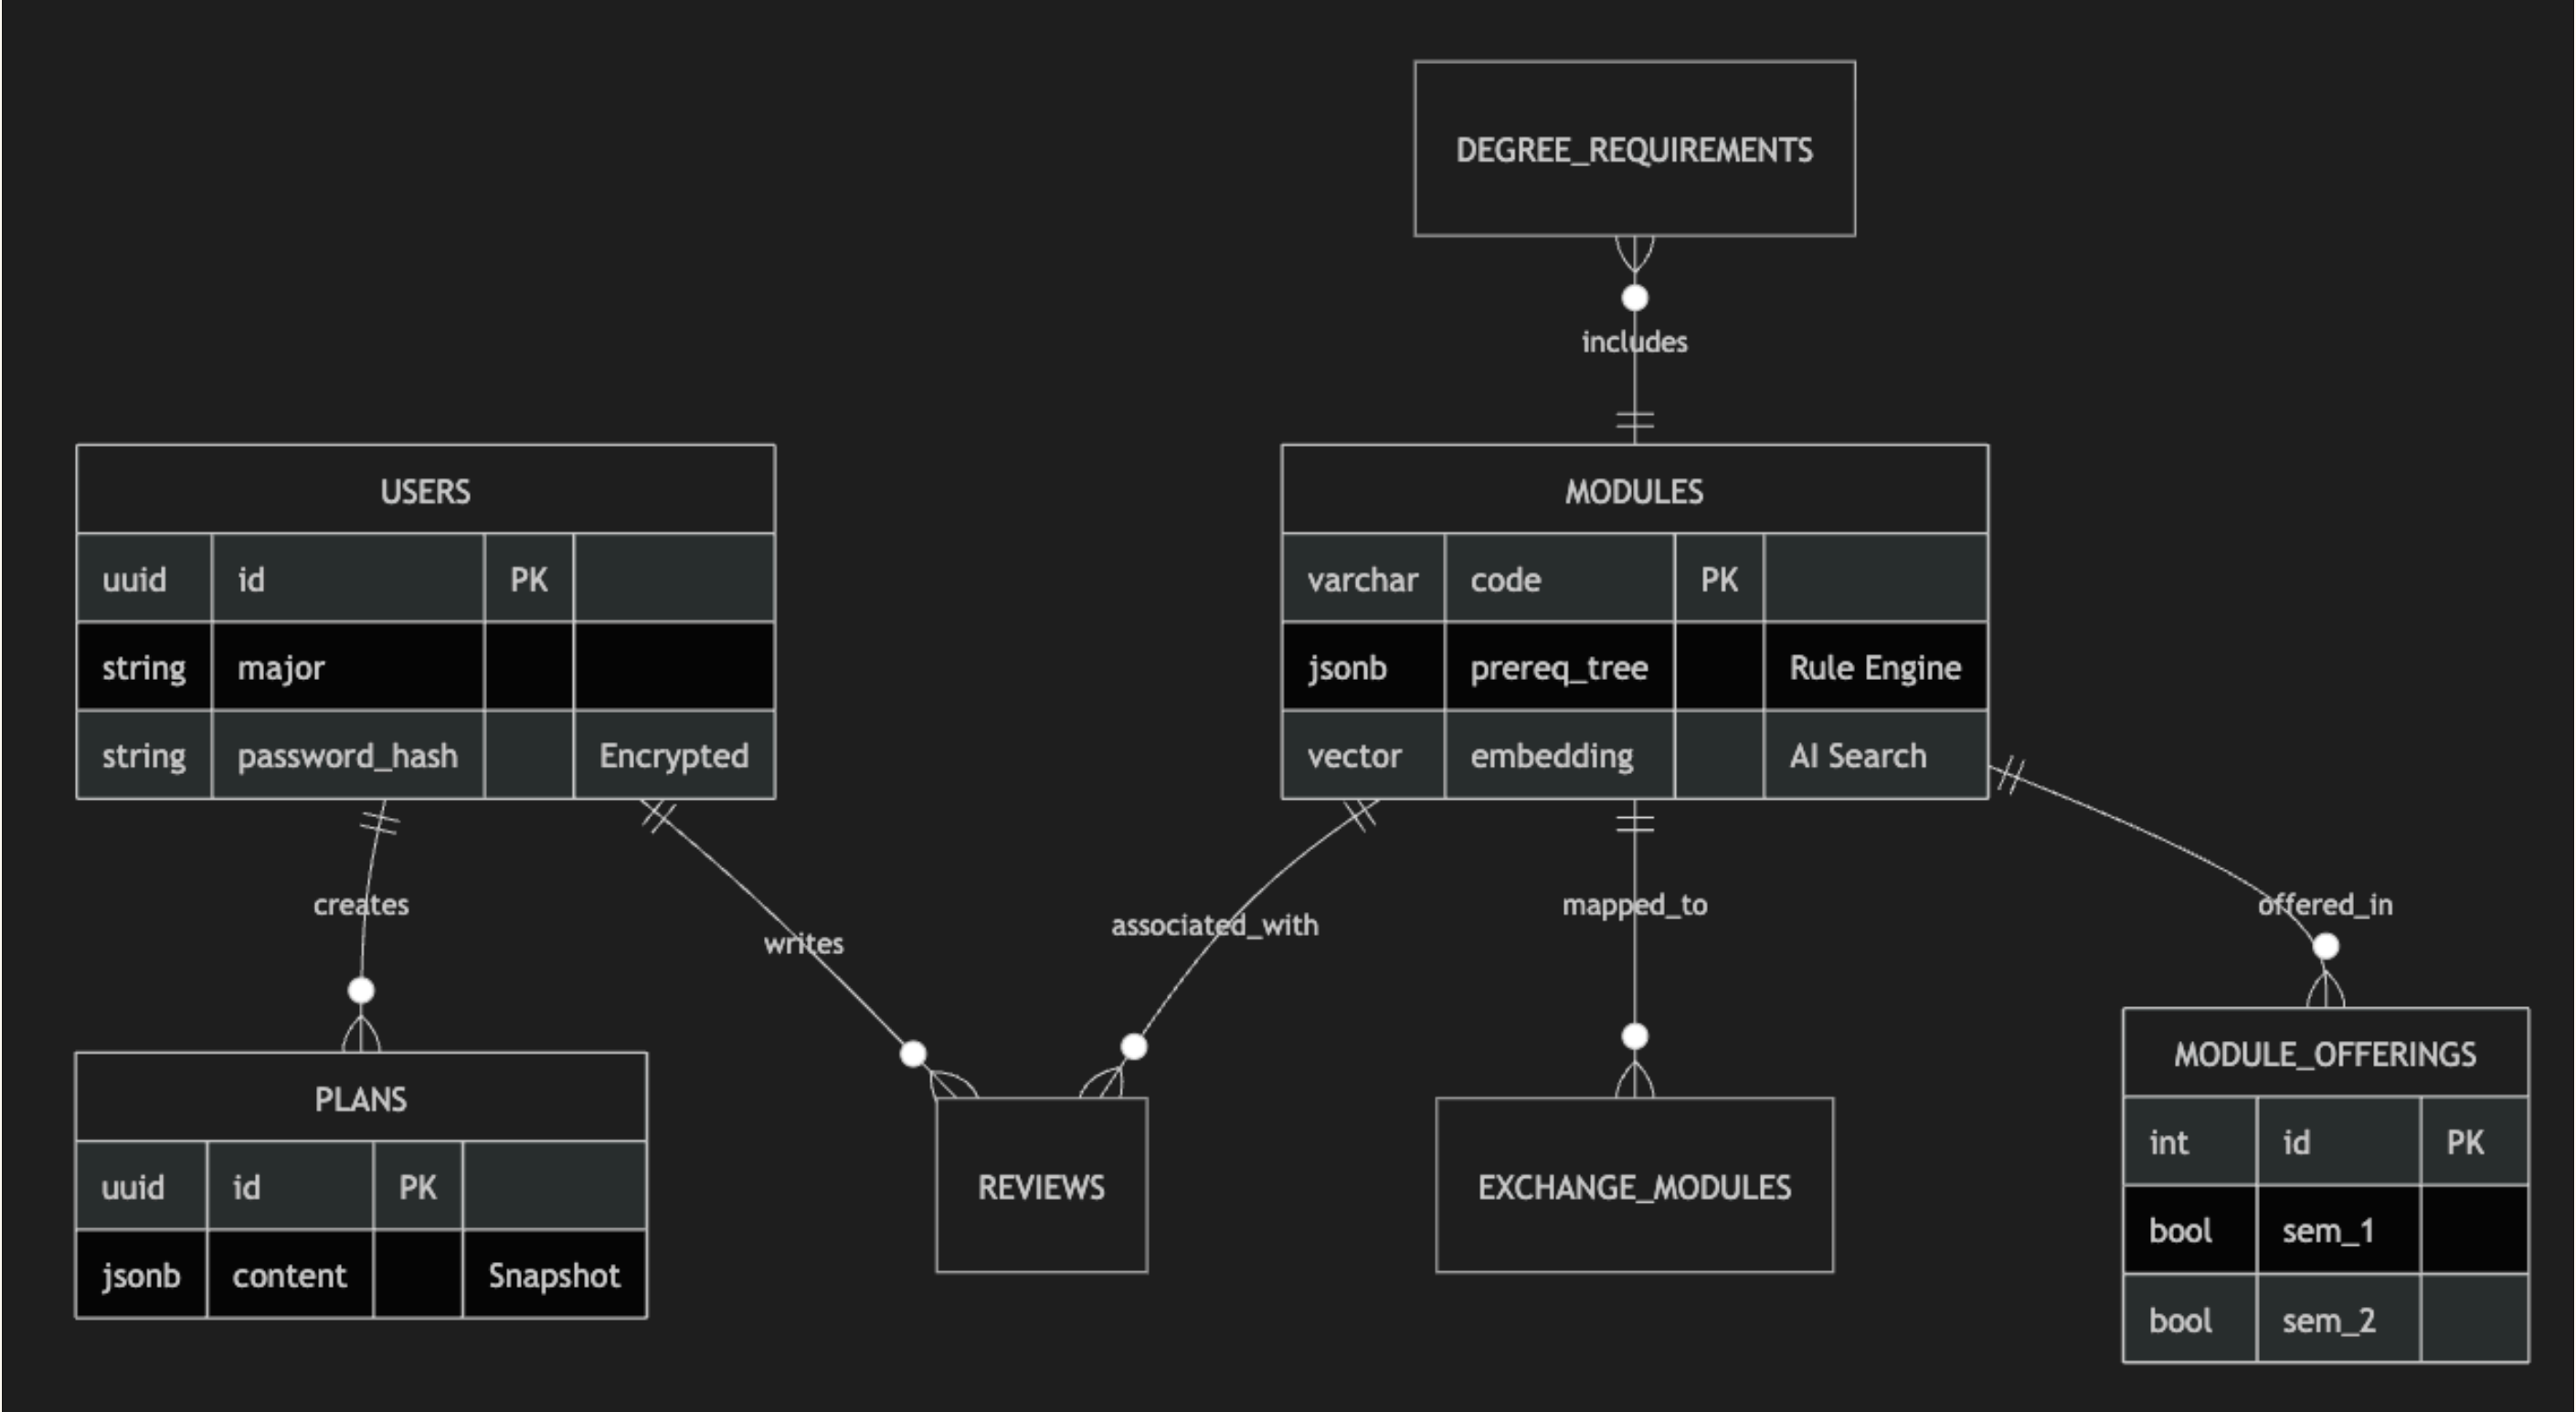 DEGREE_REQUIREMENTS
includes
USERS
uuid id PK
string major
string password_hash Encrypted
MODULES
varchar code PK
jsonb prereq_tree Rule Engine
vector embedding AI Search
creates
writes
associated_with
mapped_to
offered_in
PLANS
uuid id PK
jsonb content Snapshot
REVIEWS
EXCHANGE_MODULES
MODULE_OFFERINGS
int id PK
bool sem_1
bool sem_2